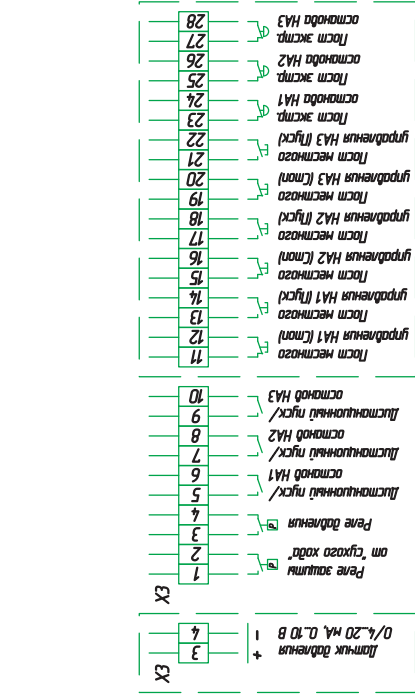 EX
Датчик давления + 3
0/4..20 мА, 0..10 В − 4
EX
Реле защиты 1
от "сухого хода" P 2
3
Реле давления P
4
Дистанционный пуск/ 5
останов НА1 6
Дистанционный пуск/ 7
останов НА2 8
Дистанционный пуск/ 9
останов НА3 10
Пост местного 11
управления НА1 (Стоп) 12
Пост местного 13
управления НА1 (Пуск) 14
Пост местного 15
управления НА2 (Стоп) 16
Пост местного 17
управления НА2 (Пуск) 18
Пост местного 19
управления НА3 (Стоп) 20
Пост местного 21
управления НА3 (Пуск) 22
Пост экстр. 23
останова НА1 24
Пост экстр. 25
останова НА2 26
Пост экстр. 27
останова НА3 28